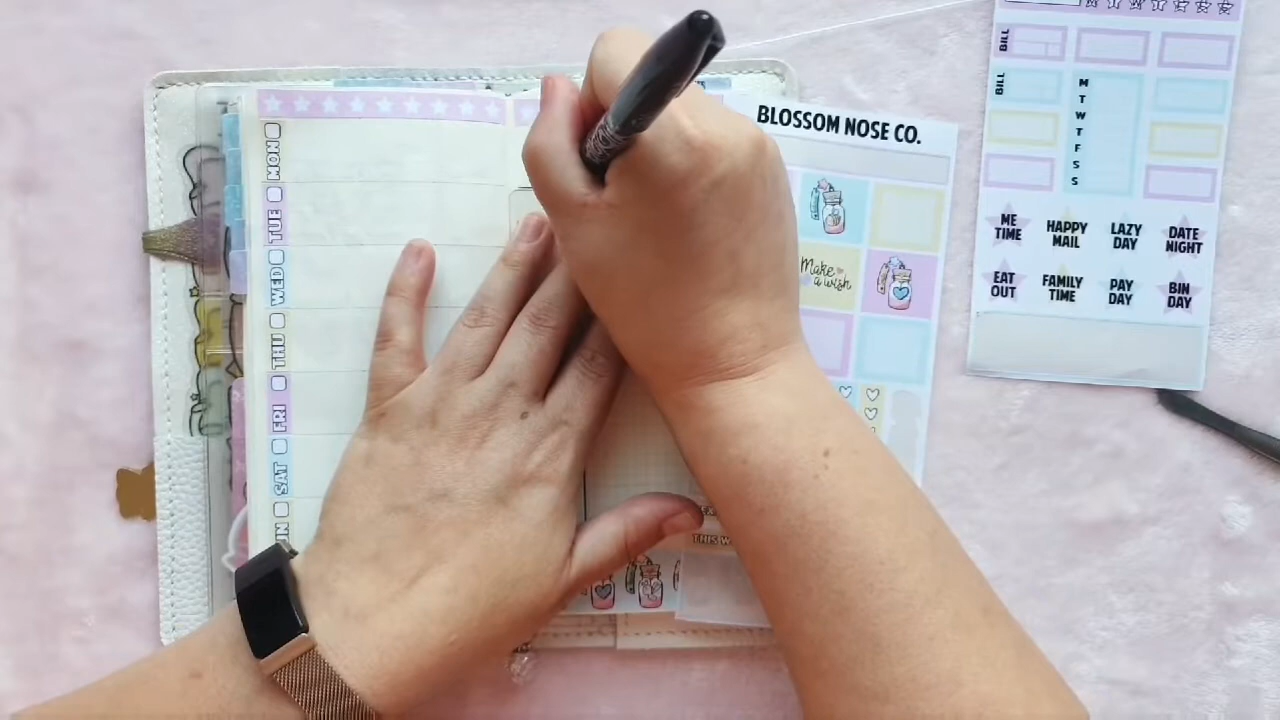 BLOSSOM NOSE CO.
MON
TUE
WED
THU
FRI
SAT
Make
a wish
THIS
BILL
BILL
M
T
W
T
F
S
S
ME
TIME
HAPPY
MAIL
LAZY
DAY
DATE
NIGHT
EAT
OUT
FAMILY
TIME
PAY
DAY
BIN
DAY